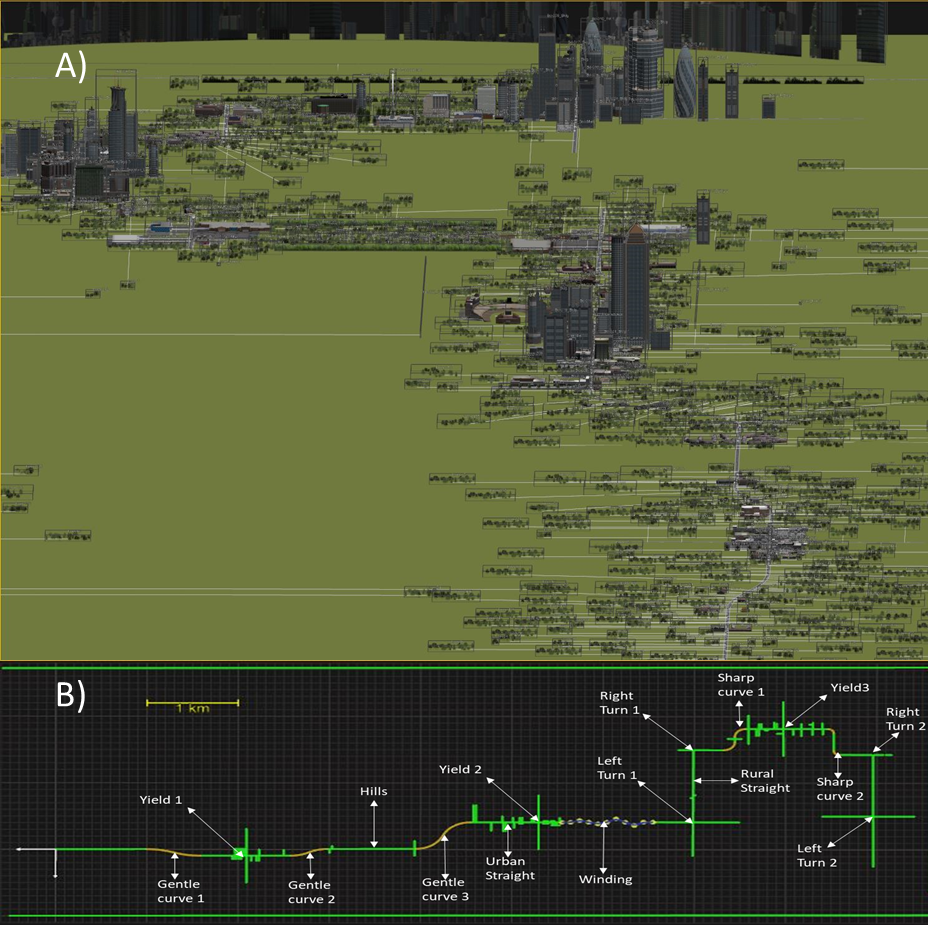 A)
B)
1 km
Sharp
curve 1
Yield3
Right
Turn 1
Right
Turn 2
Left
Turn 1
Yield 2
Rural
Straight
Sharp
curve 2
Hills
Yield 1
Urban
Straight
Winding
Left
Turn 2
Gentle
curve 1
Gentle
curve 2
Gentle
curve 3